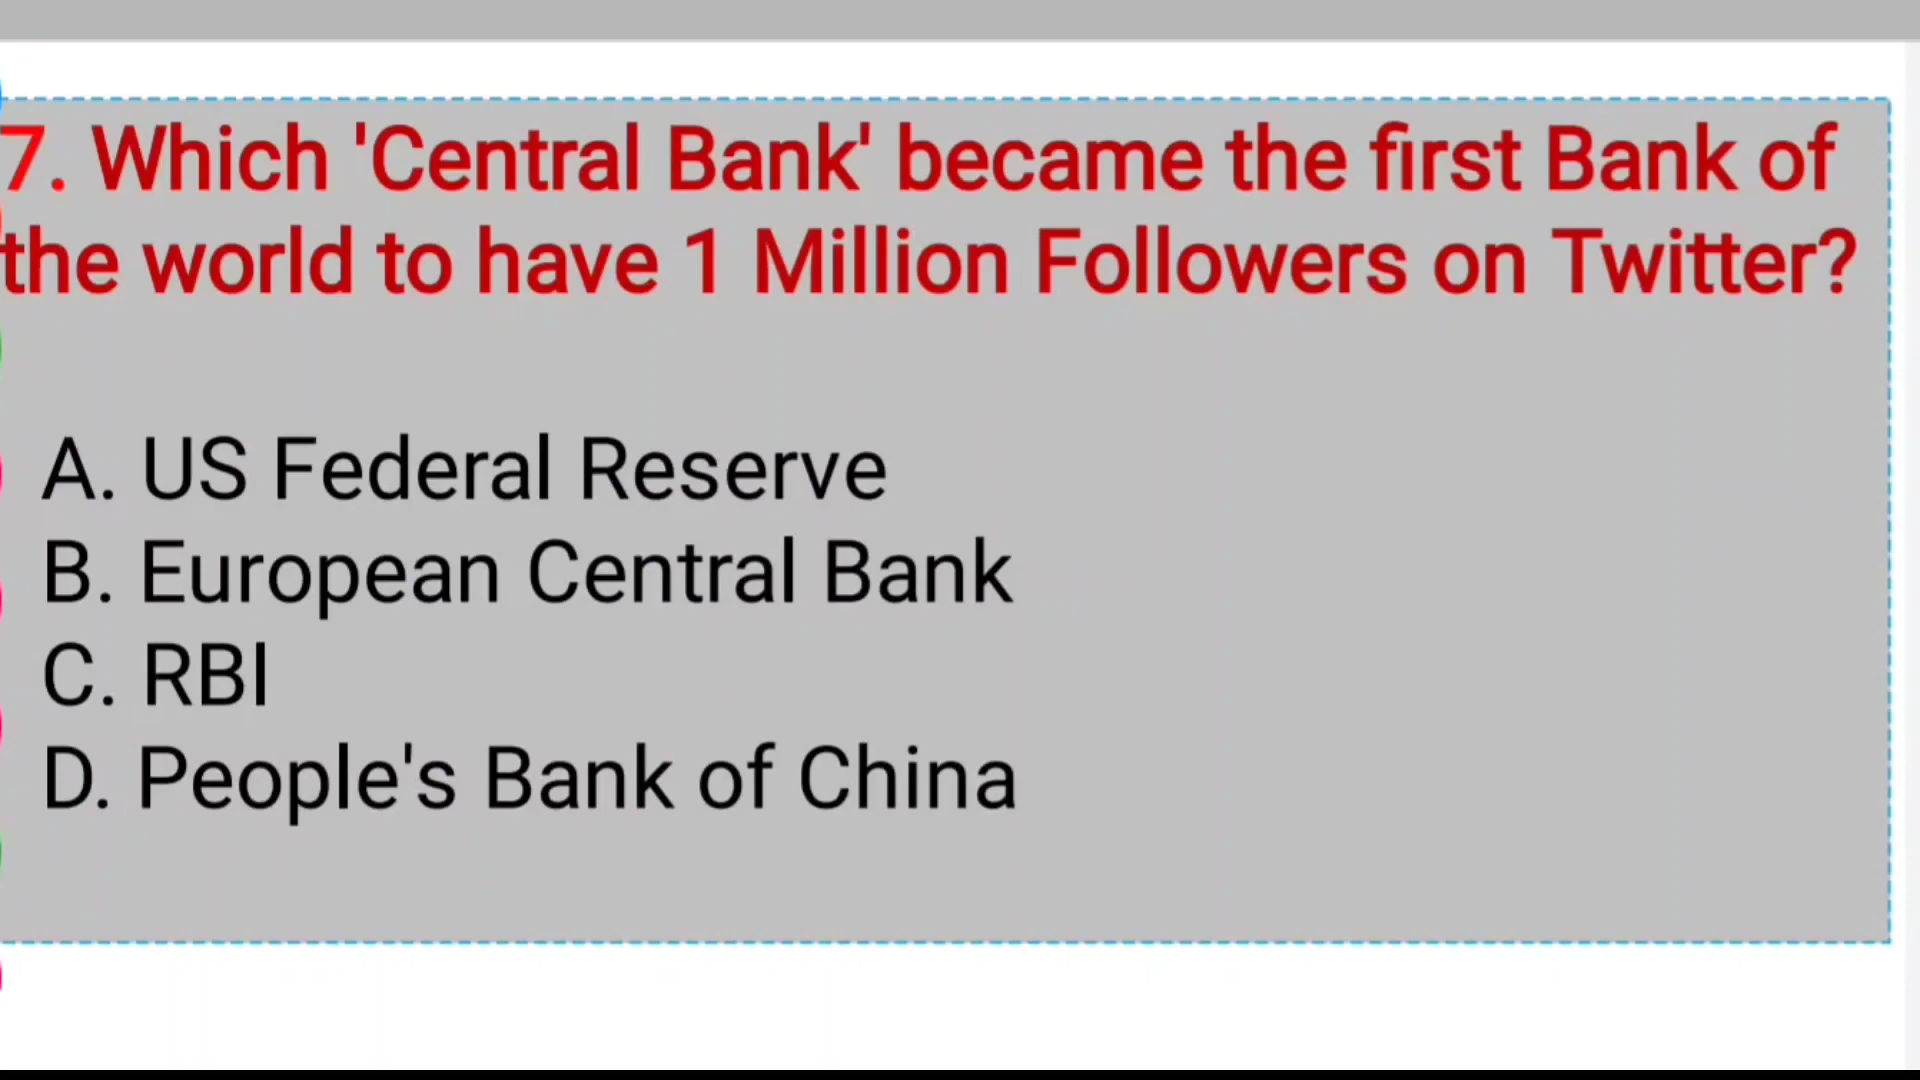 7. Which 'Central Bank' became the first Bank of
the world to have 1 Million Followers on Twitter?
A. US Federal Reserve
B. European Central Bank
C. RBI
D. People's Bank of China